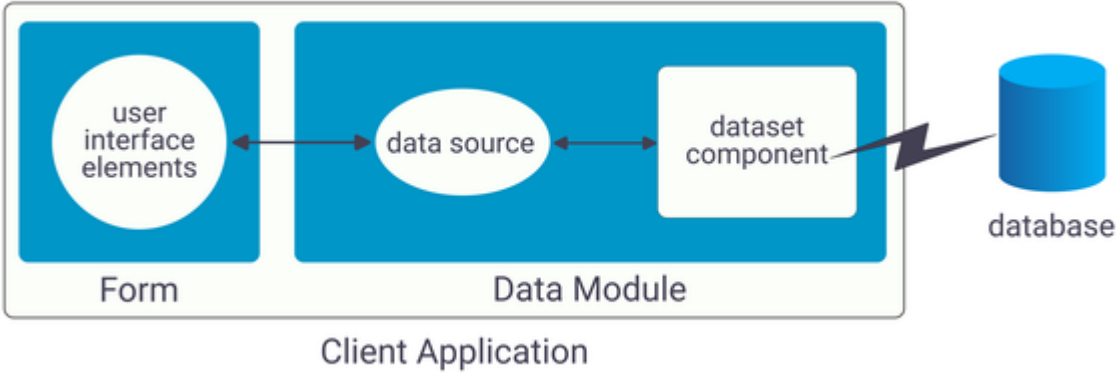 user
interface
elements
data source
dataset
component
database
Form
Data Module
Client Application